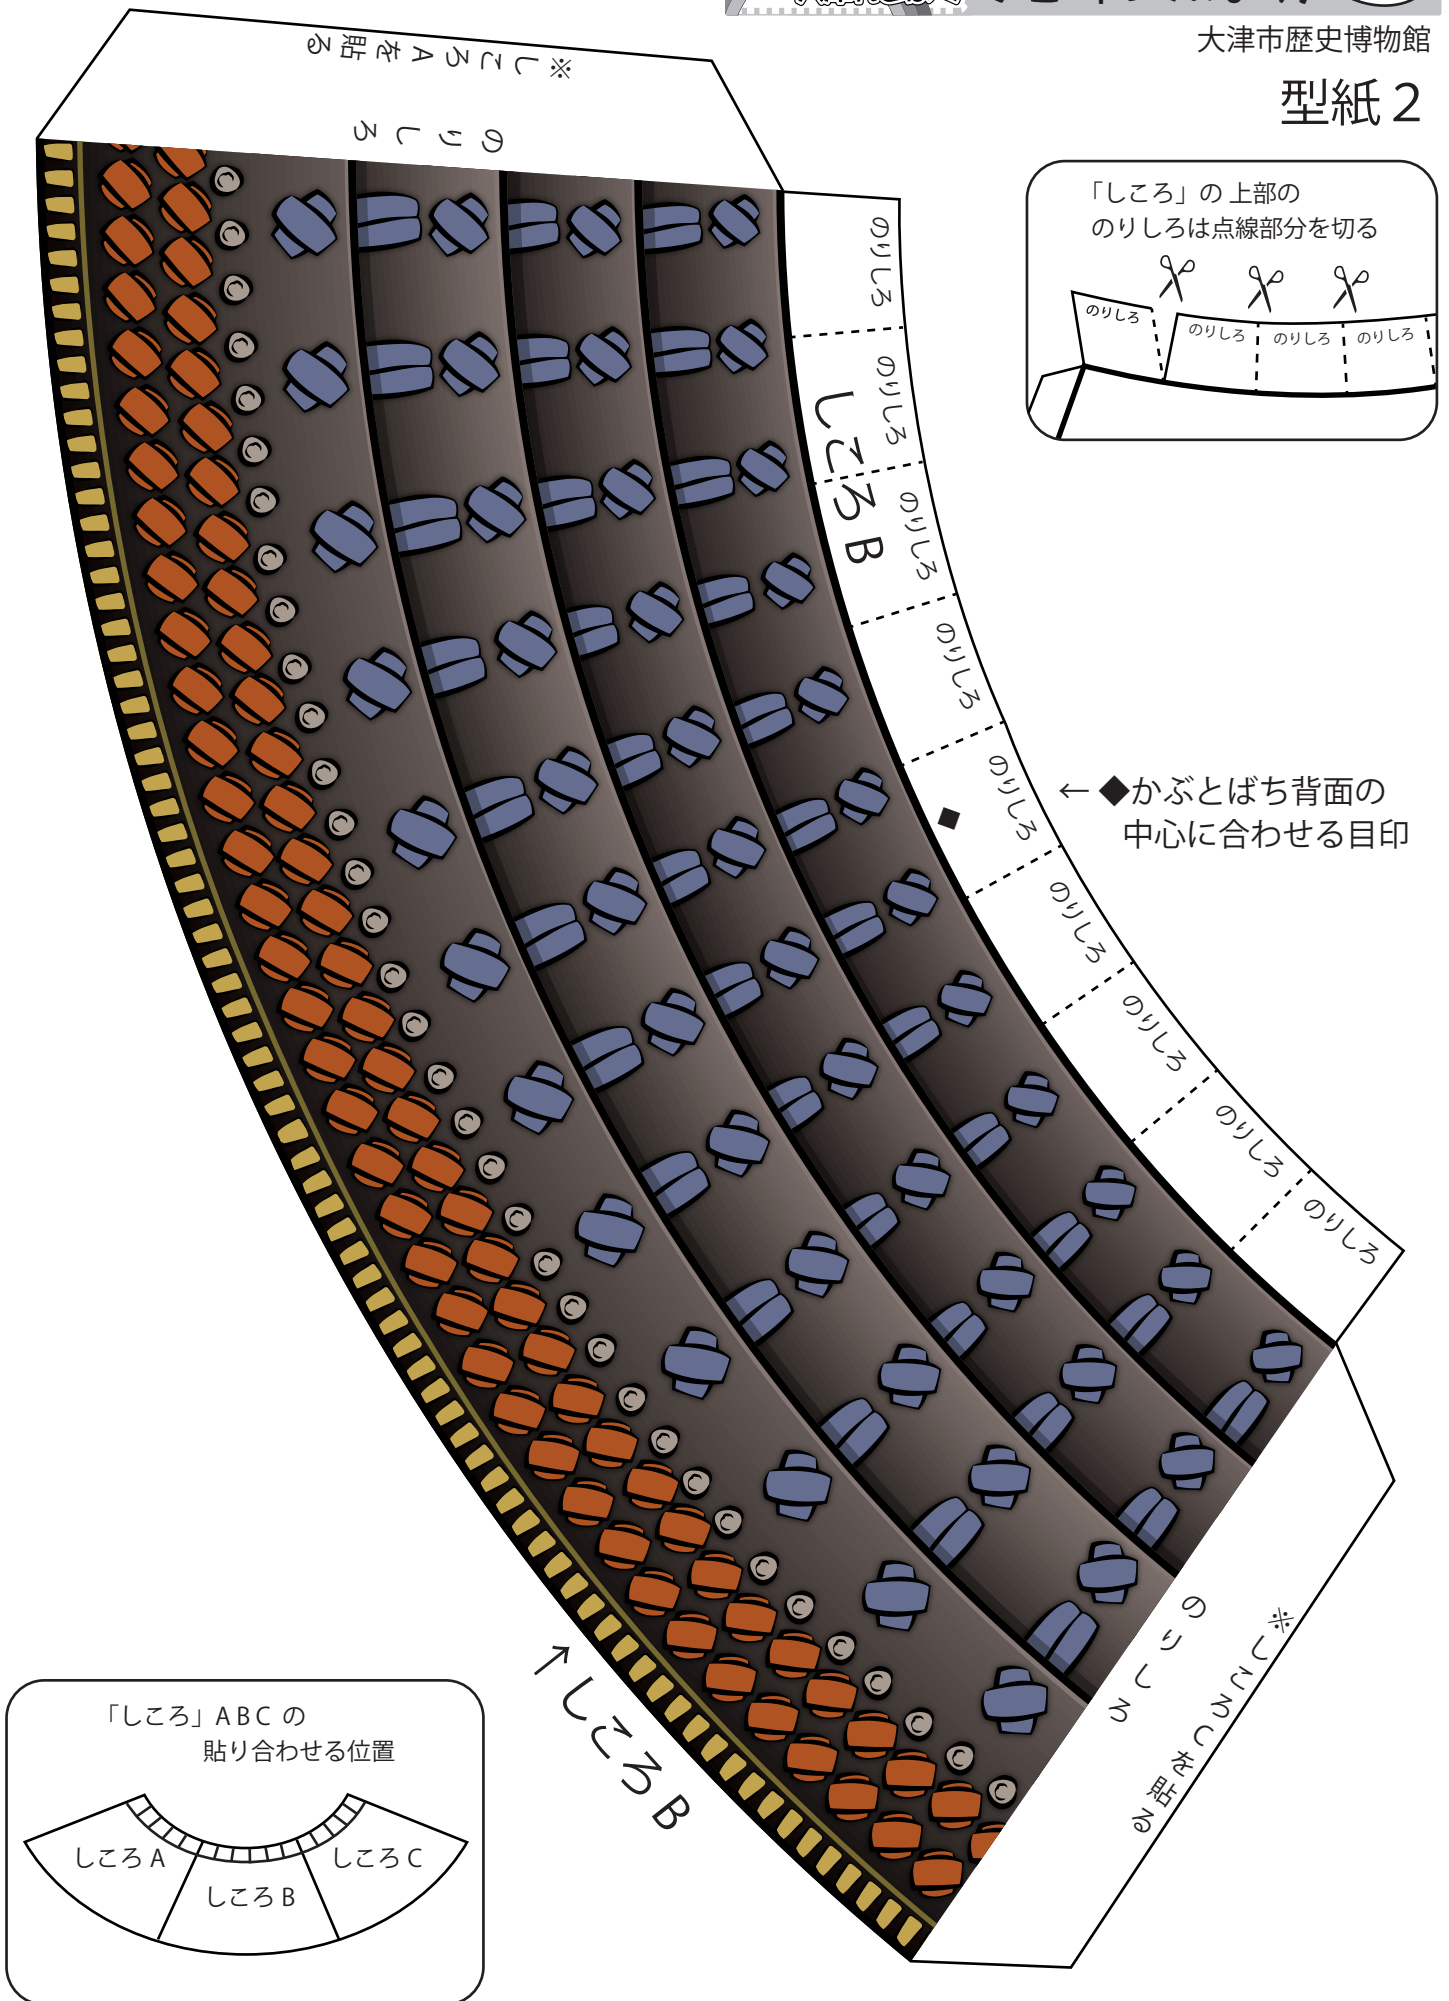 大津市歴史博物館
型紙２
※しころAを貼る
のりしろ
「しころ」の 上部の
のりしろは点線部分を切る
のりしろ
のりしろ
のりしろ
のりしろ
のりしろ
のりしろ
のりしろ
のりしろ
のりしろ
のりしろ
のりしろ
のりしろ
のりしろ
しころB
← ◆かぶとばち背面の
中心に合わせる目印
◆
のりしろ
※しころCを貼る
↑しころB
「しころ」ABC の
貼り合わせる位置
しころ A
しころ B
しころ C